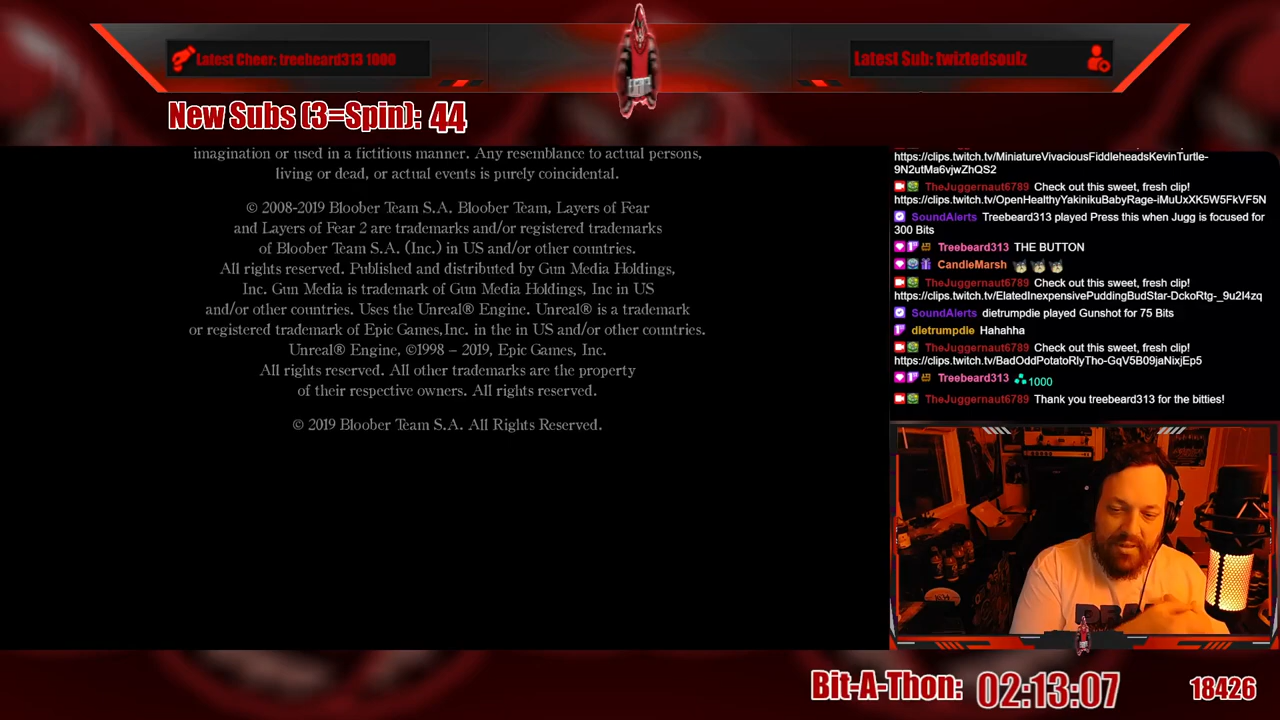 Latest Cheer: treebeard313 1000
Latest Sub: twiztedsoulz
New Subs (3=Spin): 44
imagination or used in a fictitious manner. Any resemblance to actual persons,
living or dead, or actual events is purely coincidental.
© 2008-2019 Bloober Team S.A. Bloober Team, Layers of Fear
and Layers of Fear 2 are trademarks and/or registered trademarks
of Bloober Team S.A. (Inc.) in US and/or other countries.
All rights reserved. Published and distributed by Gun Media Holdings,
Inc. Gun Media is trademark of Gun Media Holdings, Inc in US
and/or other countries. Uses the Unreal® Engine. Unreal® is a trademark
or registered trademark of Epic Games,Inc. in the in US and/or other countries.
Unreal® Engine, ©1998 – 2019, Epic Games, Inc.
All rights reserved. All other trademarks are the property
of their respective owners. All rights reserved.
© 2019 Bloober Team S.A. All Rights Reserved.
https://clips.twitch.tv/MiniatureVivaciousFiddleheadsKevinTurtle-
9N2utMa6vjwZhQS2
TheJuggernaut6789 Check out this sweet, fresh clip!
https://clips.twitch.tv/OpenHealthyYakinikuBabyRage-iMuUxXK5W5FkVF5N
SoundAlerts Treebeard313 played Press this when Jugg is focused for
300 Bits
Treebeard313 THE BUTTON
CandleMarsh
TheJuggernaut6789 Check out this sweet, fresh clip!
https://clips.twitch.tv/ElatedInexpensivePuddingBudStar-DckoRtg-_9u2I4zq
SoundAlerts dietrumpdie played Gunshot for 75 Bits
dietrumpdie Hahahha
TheJuggernaut6789 Check out this sweet, fresh clip!
https://clips.twitch.tv/BadOddPotatoRlyTho-GqV5B09jaNixjEp5
Treebeard313 1000
TheJuggernaut6789 Thank you treebeard313 for the bitties!
Bit-A-Thon: 02:13:07 18426